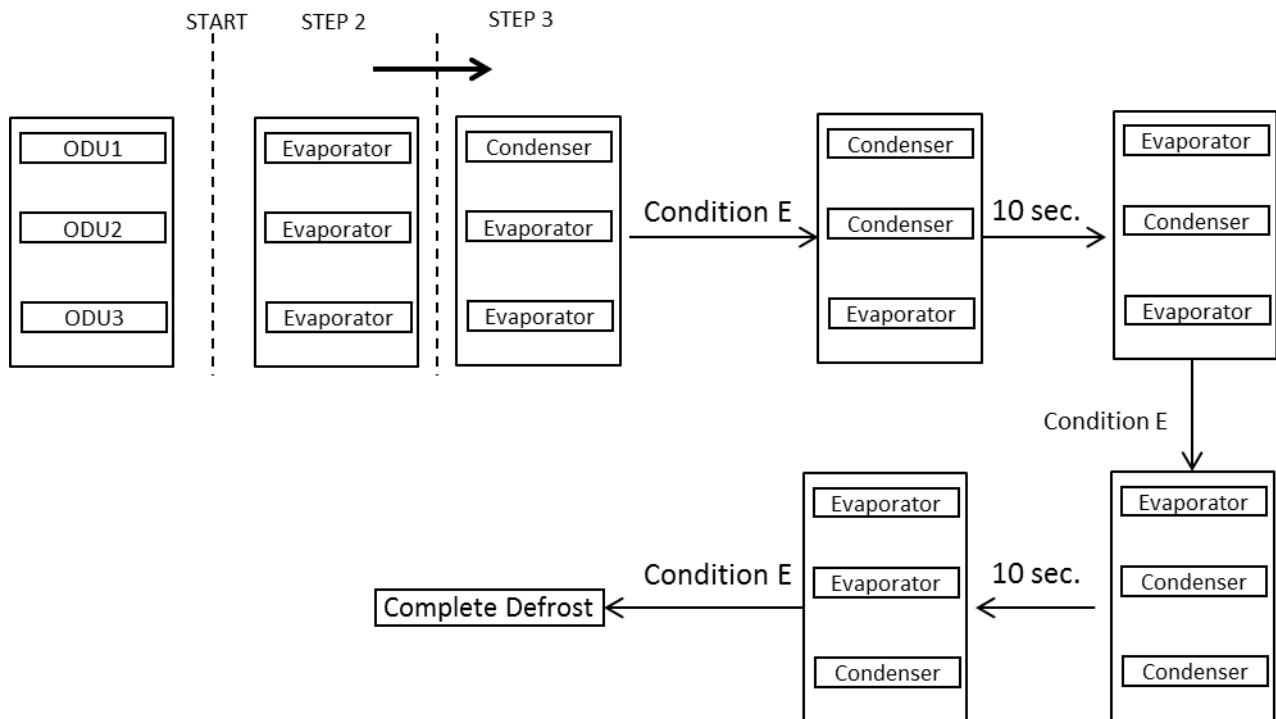 START
STEP 2
STEP 3
ODU1
ODU2
ODU3
Evaporator
Evaporator
Evaporator
Condenser
Evaporator
Evaporator
Condition E
Condenser
Condenser
Evaporator
10 sec.
Evaporator
Condenser
Evaporator
Condition E
Evaporator
Condenser
Condenser
10 sec.
Evaporator
Evaporator
Condenser
Condition E
Complete Defrost